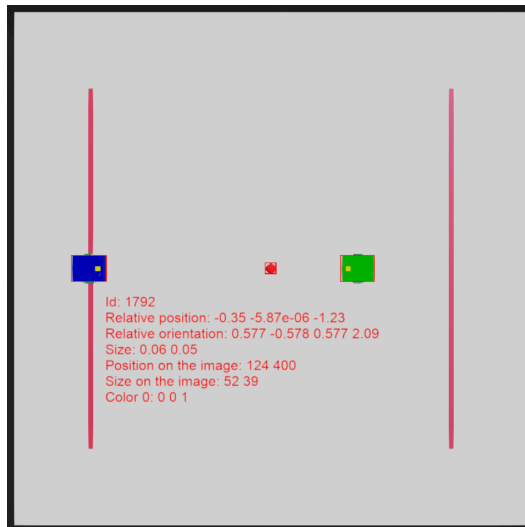 Id: 1792
Relative position: -0.35 -5.87e-06 -1.23
Relative orientation: 0.577 -0.578 0.577 2.09
Size: 0.06 0.05
Position on the image: 124 400
Size on the image: 52 39
Color 0: 0 0 1